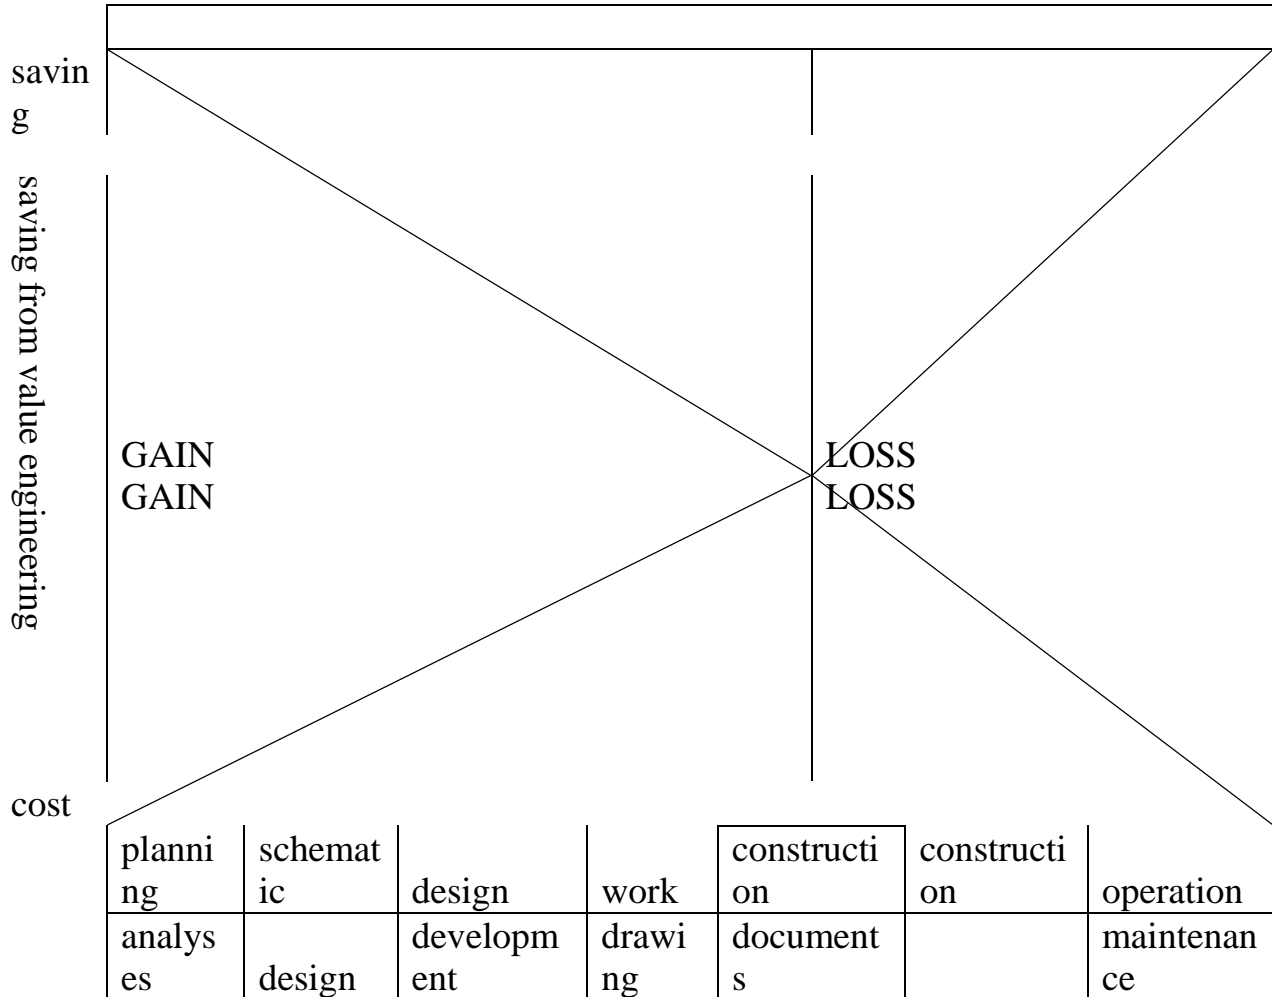 savin
g
saving from value engineering
GAIN
GAIN
LOSS
LOSS
cost
planni
ng
schemat
ic
design
work
constructi
on
constructi
on
operation
analys
es
design
developm
ent
drawi
ng
document
s
maintenan
ce